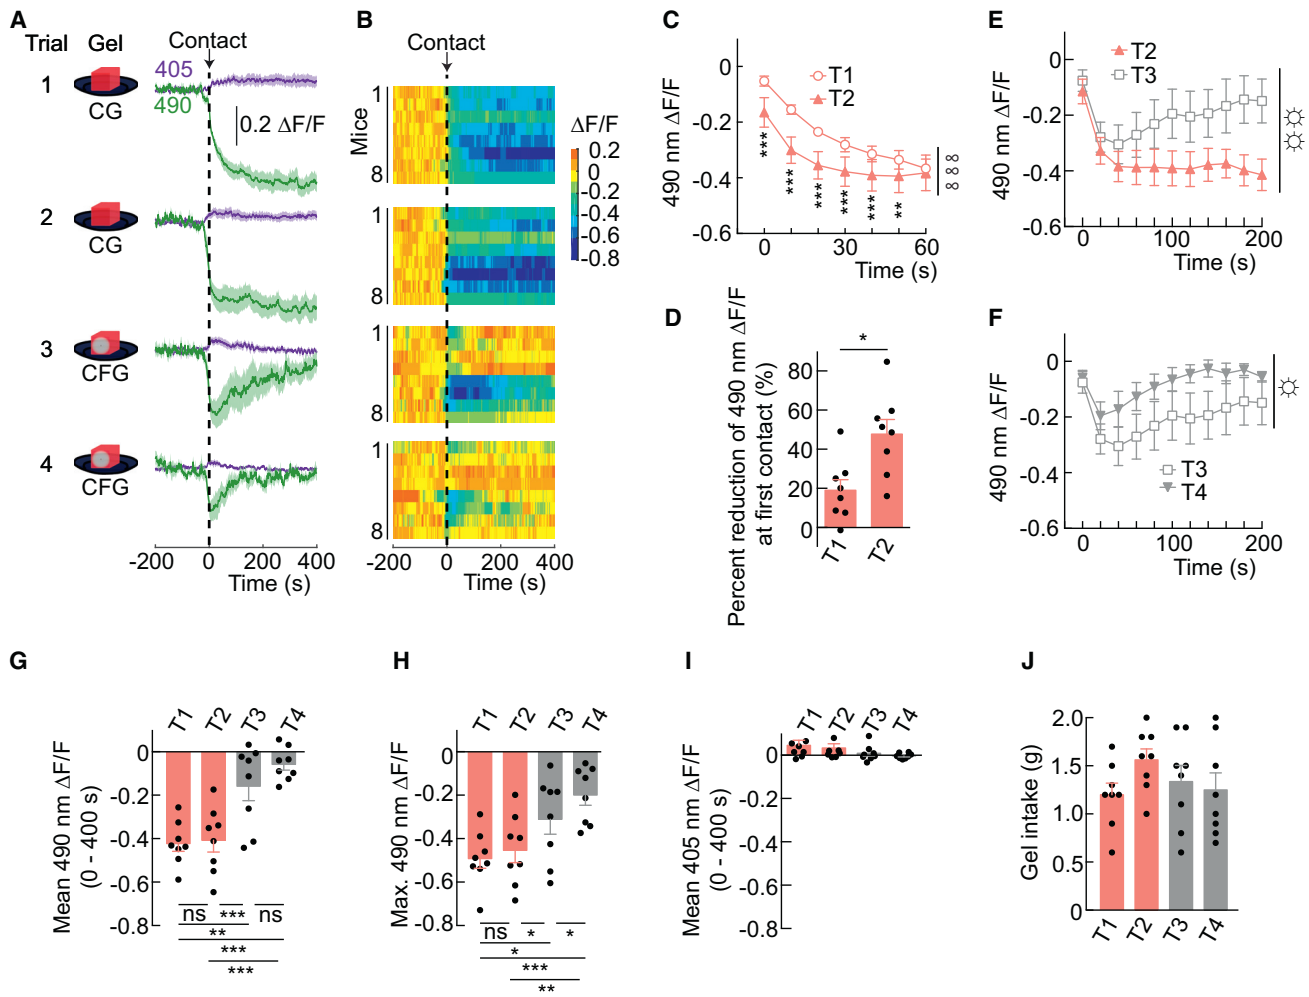 A
Trial Gel
Contact
1
CG
405
490
0.2 ΔF/F
2
CG
3
CFG
4
CFG
-200 0 200 400
Time (s)
B
Contact
Mice
1
8
1
8
1
8
1
8
ΔF/F
0.2
0
-0.2
-0.4
-0.6
-0.8
-200 0 200 400
Time (s)
C
490 nm ΔF/F
0
-0.2
-0.4
-0.6
T1
T2
***
***
***
***
***
**
∞ ∞ ∞
0 30 60
Time (s)
D
Percent reduction of 490 nm ΔF/F
at first contact (%)
80
60
40
20
0
*
T1 T2
E
490 nm ΔF/F
0
-0.2
-0.4
-0.6
T2
T3
☼
☼
0 100 200
Time (s)
F
490 nm ΔF/F
0
-0.2
-0.4
-0.6
T3
T4
☼
0 100 200
Time (s)
G
T1 T2 T3 T4
Mean 490 nm ΔF/F
(0 - 400 s)
0
-0.2
-0.4
-0.6
-0.8
ns *** ns
**
***
***
H
T1 T2 T3 T4
Max. 490 nm ΔF/F
0
-0.2
-0.4
-0.6
-0.8
ns * *
*
***
**
I
T1 T2 T3 T4
Mean 405 nm ΔF/F
(0 - 400 s)
0
-0.2
-0.4
-0.6
-0.8
J
Gel intake (g)
2.0
1.5
1.0
0.5
0
T1 T2 T3 T4